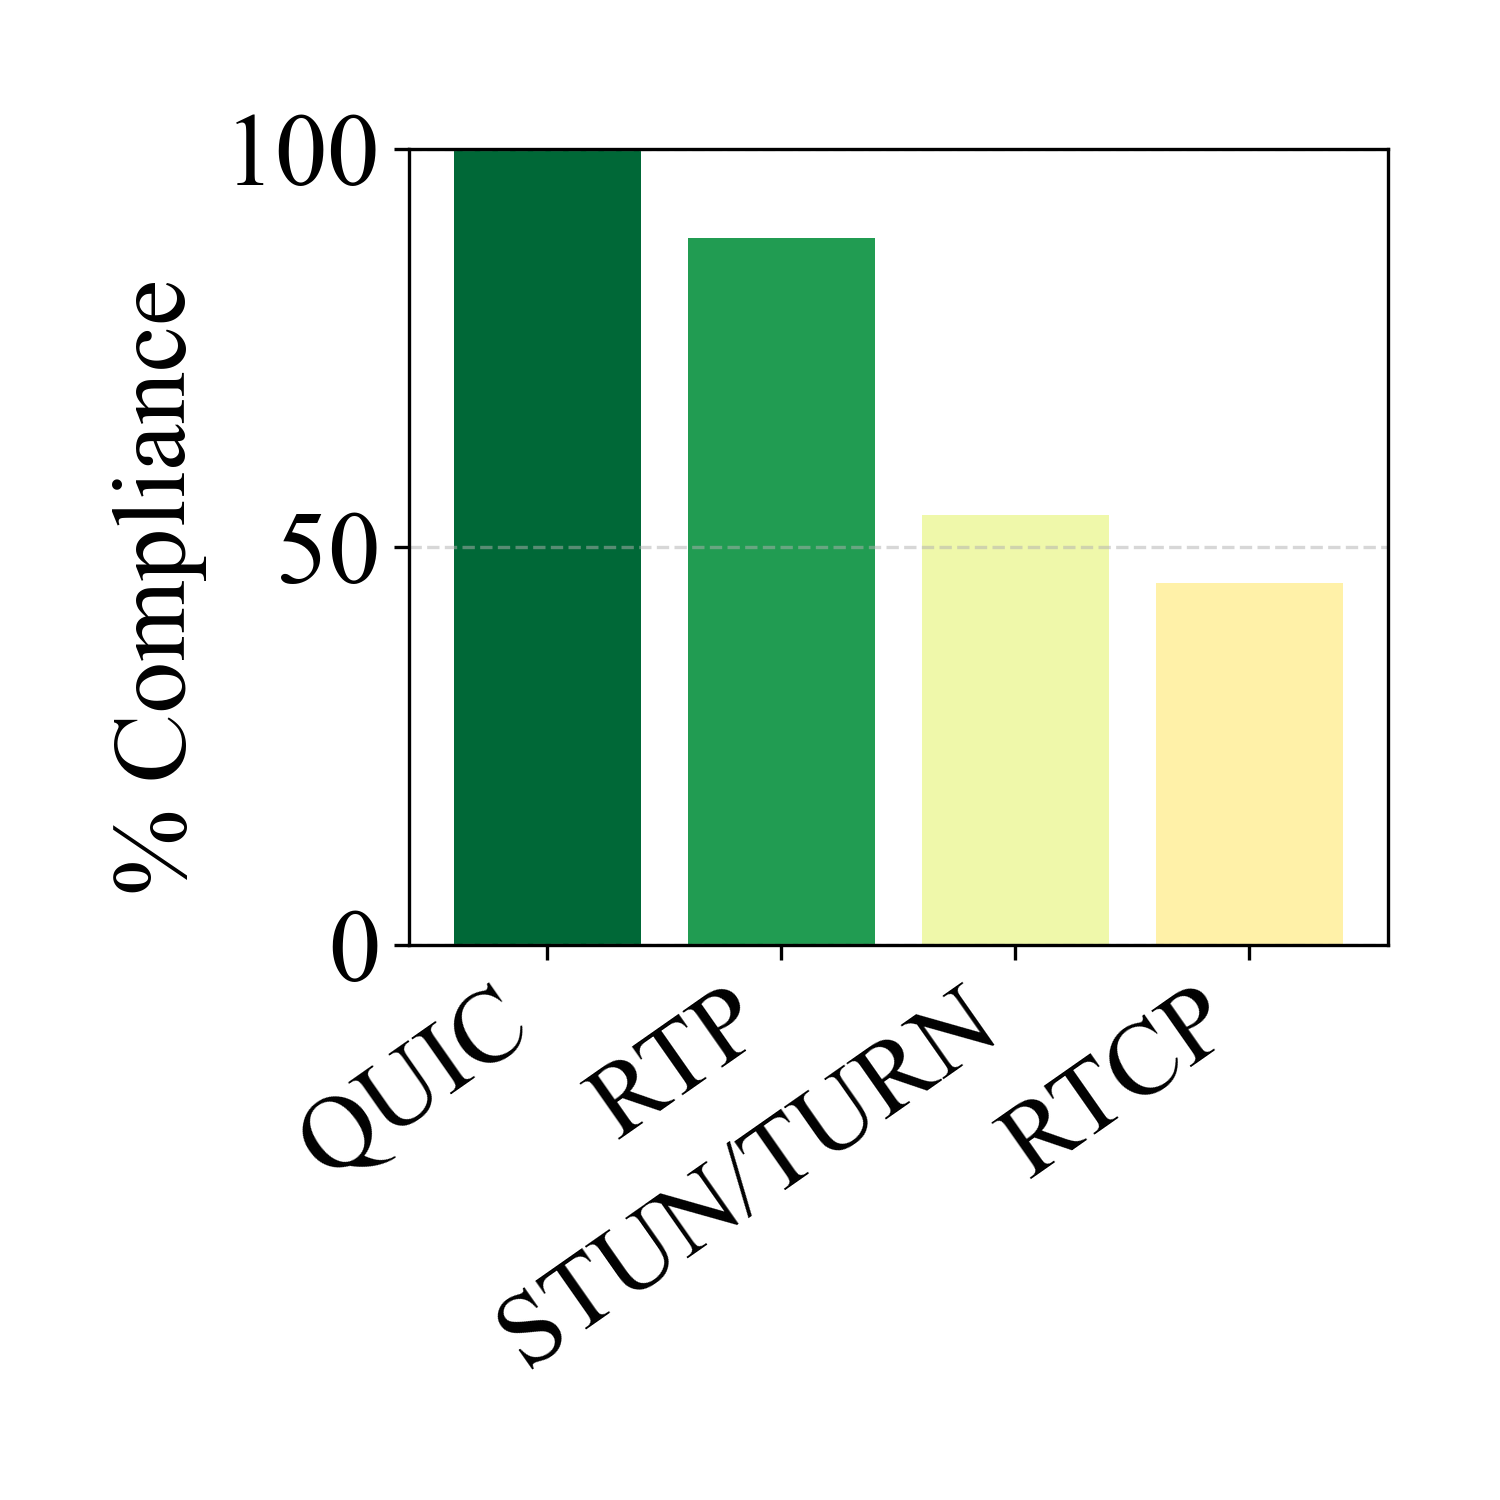 % Compliance
100
50
0
QUIC
RTP
STUN/TURN
RTCP